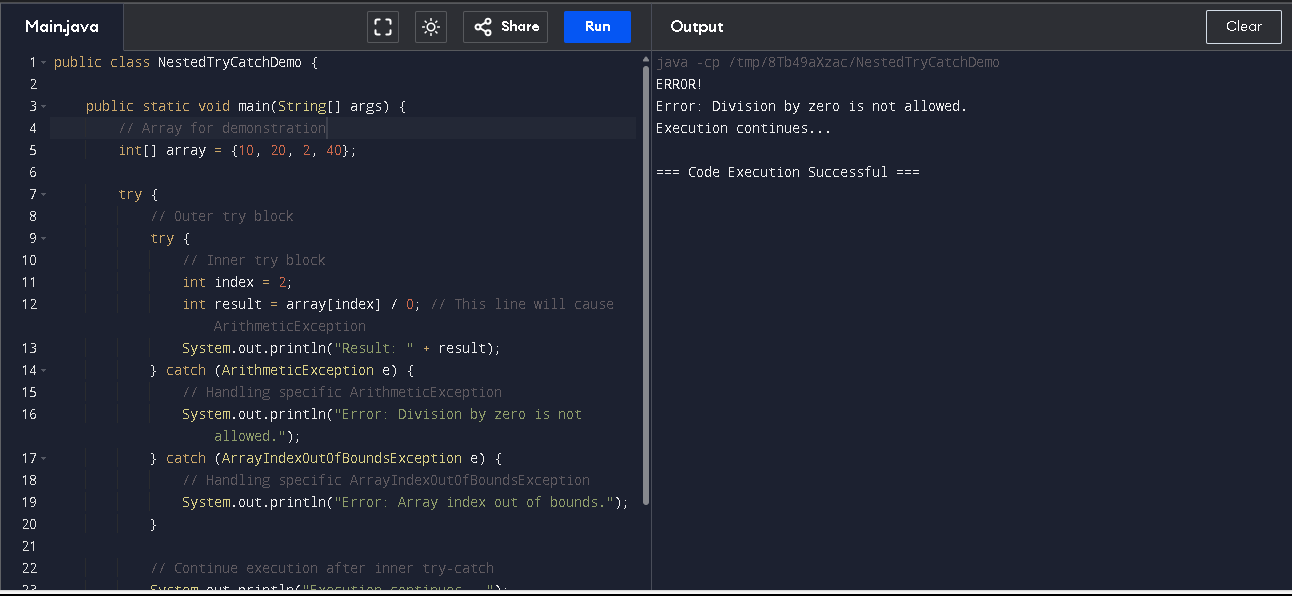 Main.java
Share
Run
Output
Clear
1 public class NestedTryCatchDemo {
2
3 public static void main(String[] args) {
4 // Array for demonstration
5 int[] array = {10, 20, 2, 40};
6
7 try {
8 // Outer try block
9 try {
10 // Inner try block
11 int index = 2;
12 int result = array[index] / 0; // This line will cause
ArithmeticException
13 System.out.println("Result: " + result);
14 } catch (ArithmeticException e) {
15 // Handling specific ArithmeticException
16 System.out.println("Error: Division by zero is not
allowed.");
17 } catch (ArrayIndexOutOfBoundsException e) {
18 // Handling specific ArrayIndexOutOfBoundsException
19 System.out.println("Error: Array index out of bounds.");
20 }
21
22 // Continue execution after inner try-catch
23 System.out.println("Execution continues...");
java -cp /tmp/8Tb49aXzac/NestedTryCatchDemo
ERROR!
Error: Division by zero is not allowed.
Execution continues...
=== Code Execution Successful ===